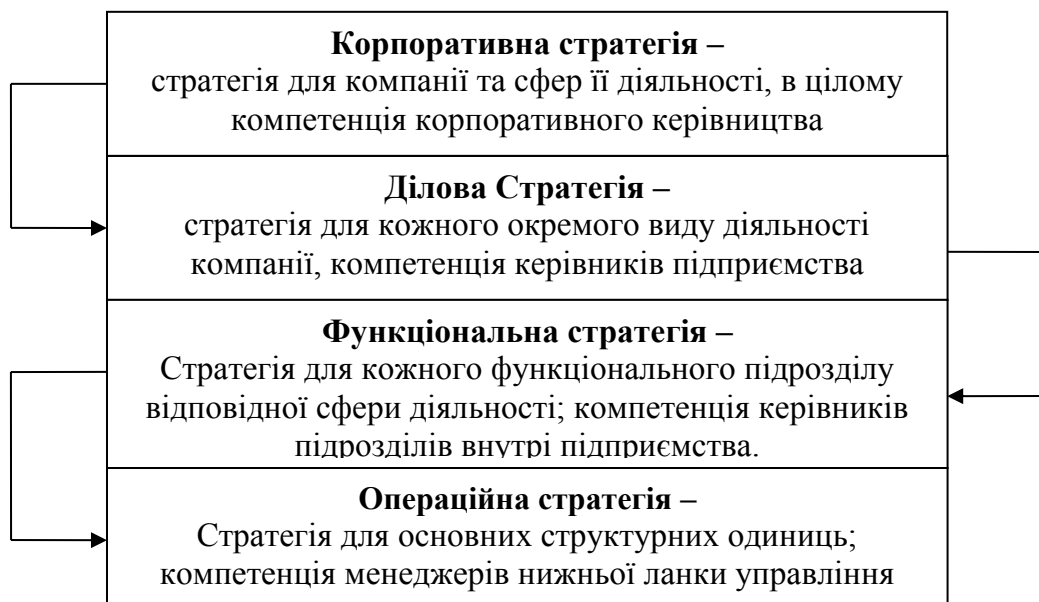 Корпоративна стратегія –
стратегія для компанії та сфер її діяльності, в цілому
компетенція корпоративного керівництва
Ділова Стратегія –
стратегія для кожного окремого виду діяльності
компанії, компетенція керівників підприємства
Функціональна стратегія –
Стратегія для кожного функціонального підрозділу
відповідної сфери діяльності; компетенція керівників
підрозділів внутрі підприємства.
Операційна стратегія –
Стратегія для основних структурних одиниць;
компетенція менеджерів нижньої ланки управління